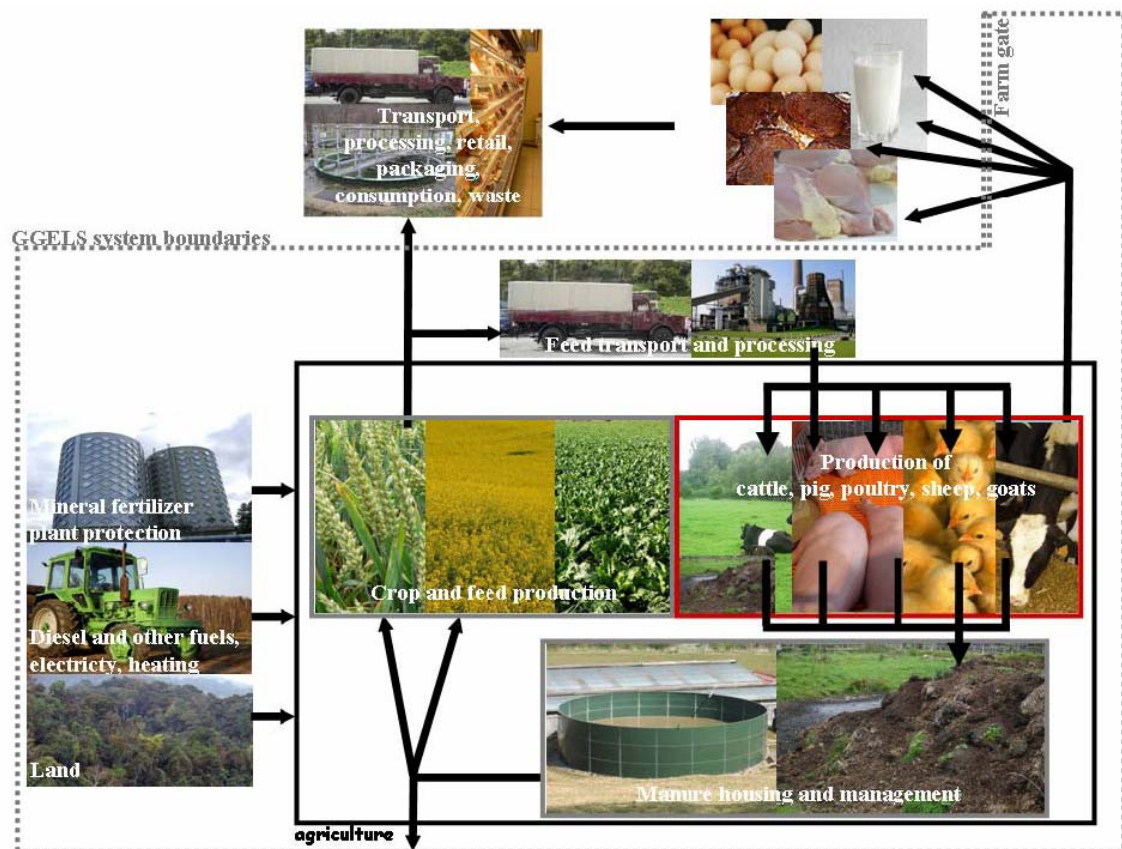 Transport,
processing, retail,
packaging,
consumption, waste
Farm gate
GGELS system boundaries
Feed transport and processing
Mineral fertilizer
plant protection
Production of
cattle, pig, poultry, sheep, goats
Crop and feed production
Diesel and other fuels,
electricty, heating
Land
Manure housing and management
agriculture